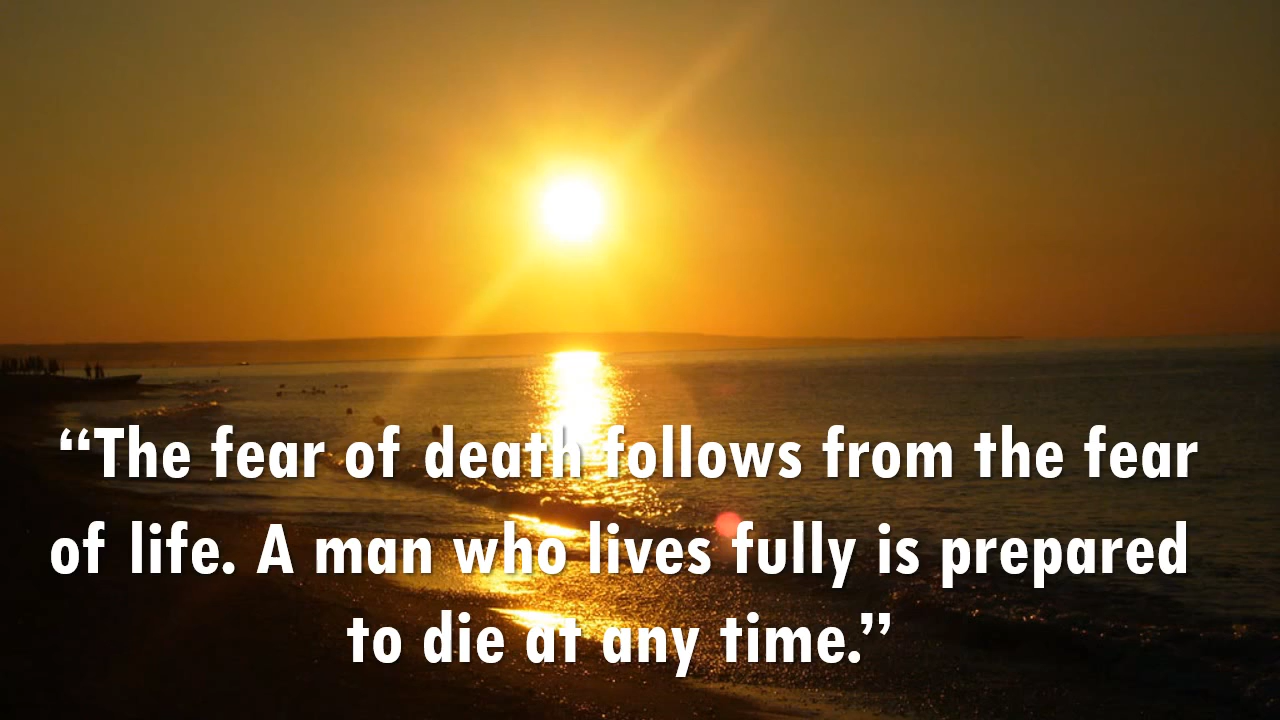 “The fear of death follows from the fear
of life. A man who lives fully is prepared
to die at any time.”